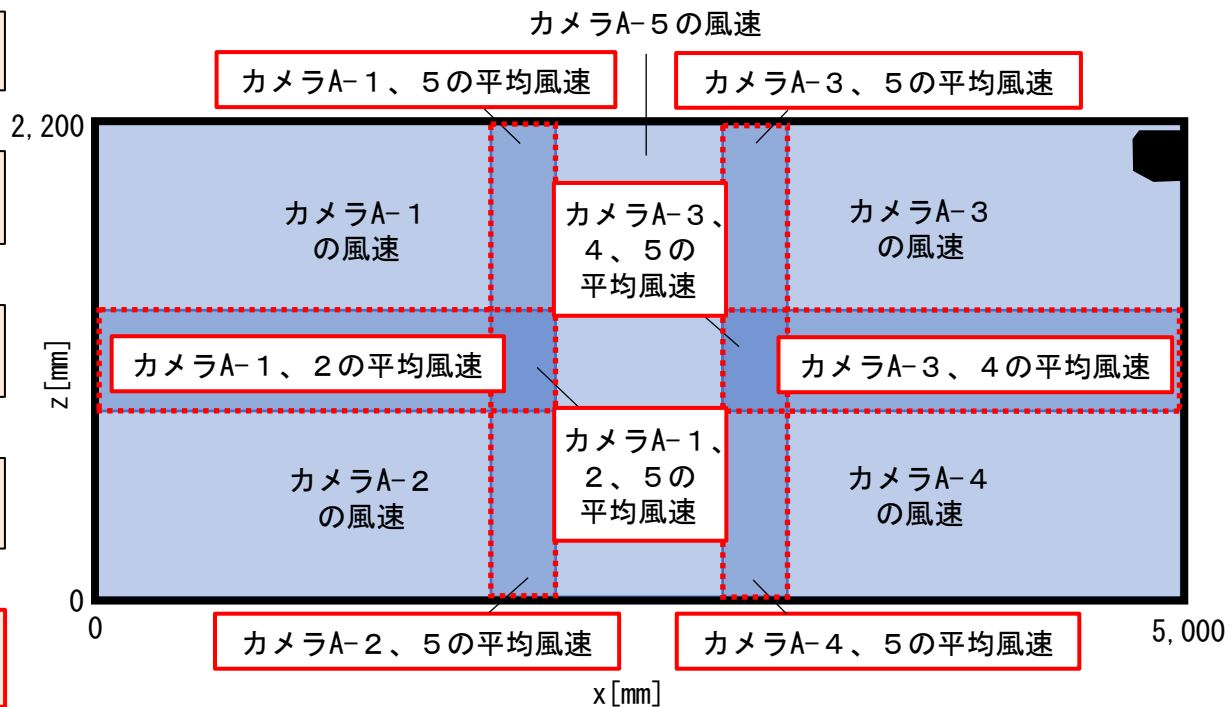 カメラA-５の風速
カメラA-１、５の平均風速
カメラA-３、５の平均風速
2,200
カメラA-１
の風速
カメラA-３、
４、５の
平均風速
カメラA-３
の風速
z[mm]
カメラA-１、２の平均風速
カメラA-３、４の平均風速
カメラA-２
の風速
カメラA-１、
２、５の
平均風速
カメラA-４
の風速
0
0
カメラA-２、５の平均風速
カメラA-４、５の平均風速
5,000
x[mm]